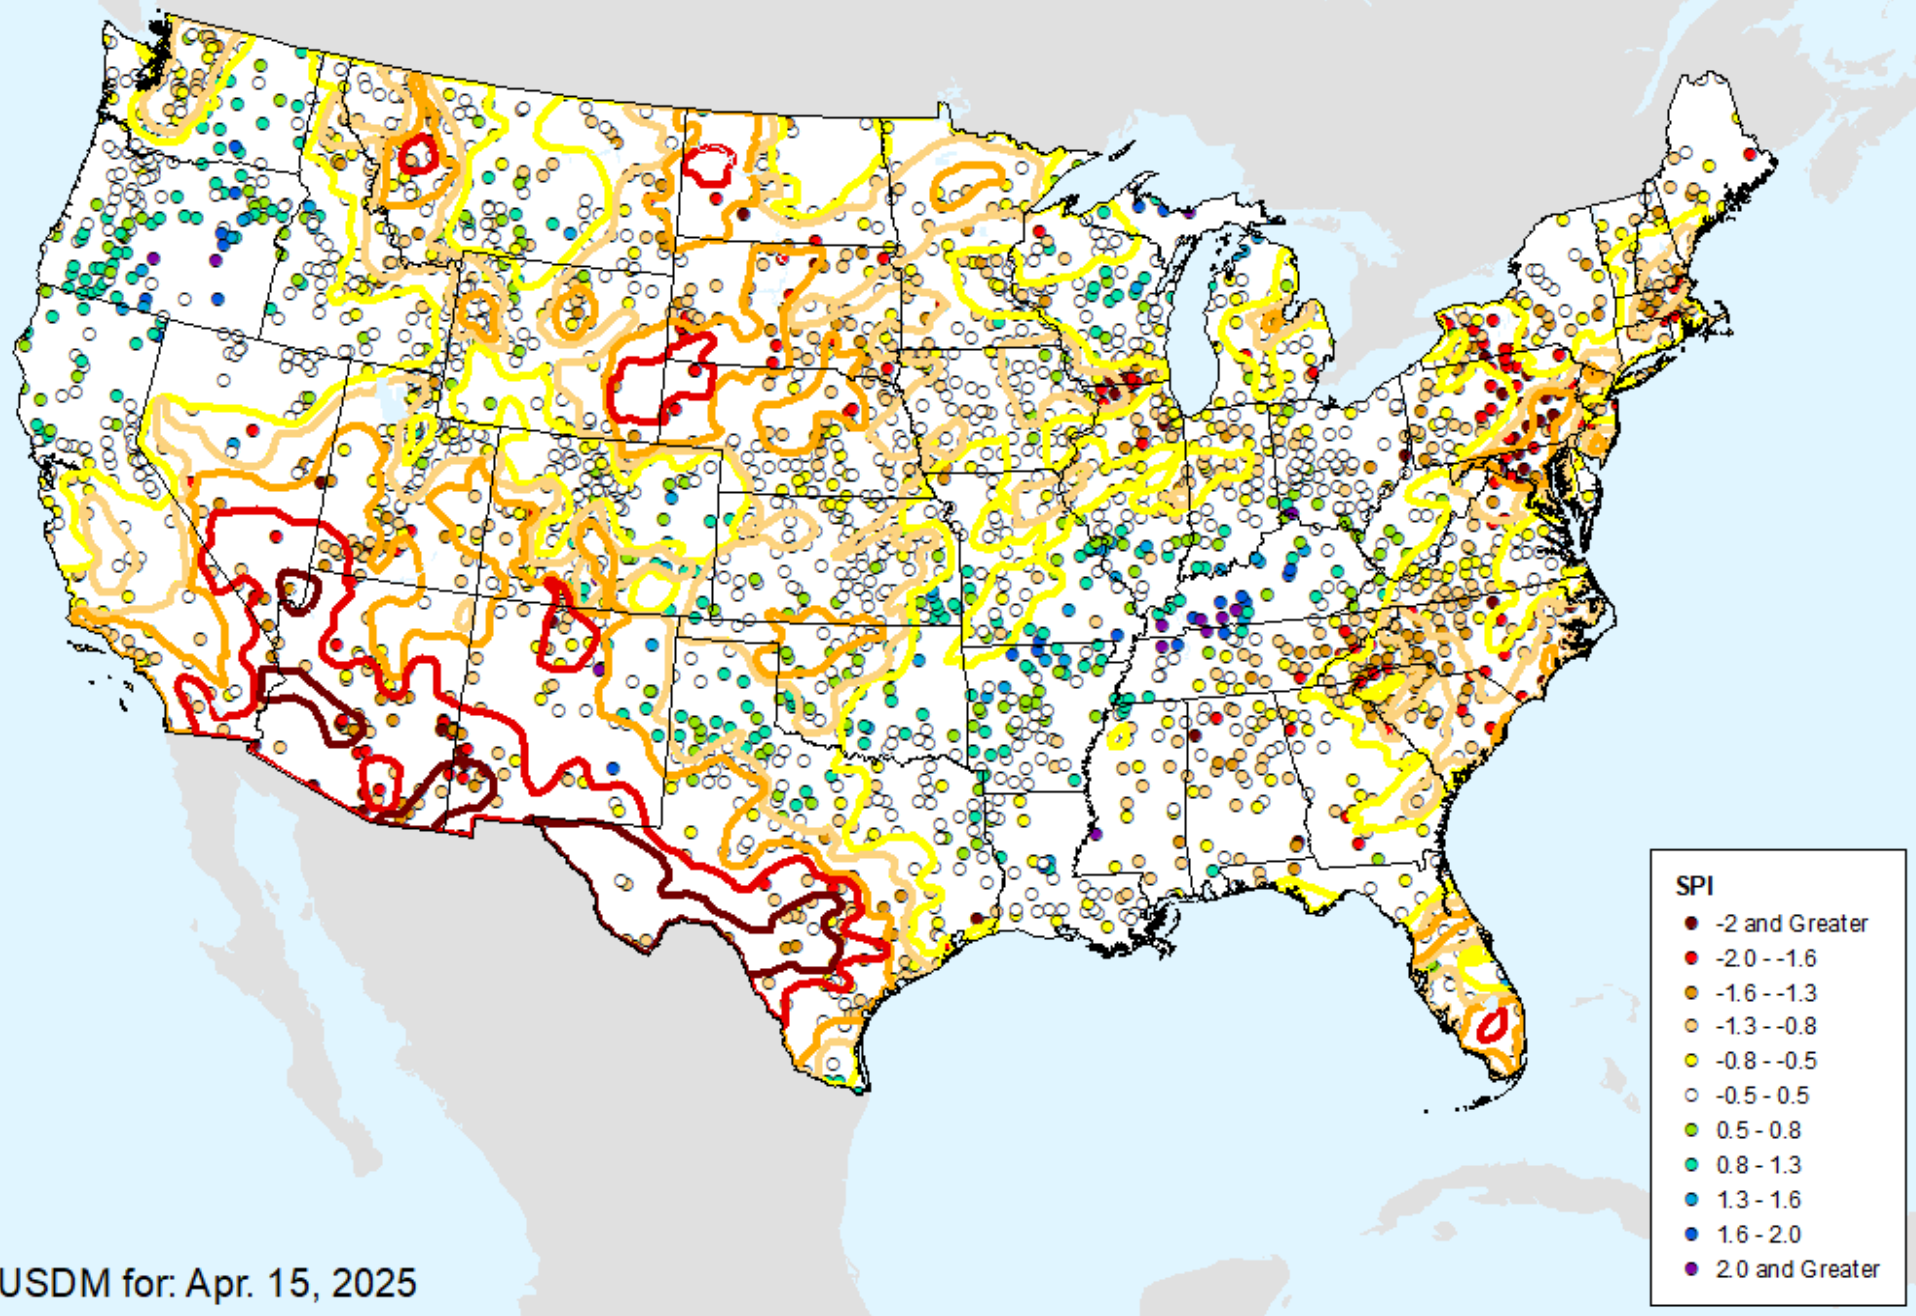 SPI
-2 and Greater
-2.0 - -1.6
-1.6 - -1.3
-1.3 - -0.8
-0.8 - -0.5
-0.5 - 0.5
0.5 - 0.8
0.8 - 1.3
1.3 - 1.6
1.6 - 2.0
2.0 and Greater
USDM for: Apr. 15, 2025